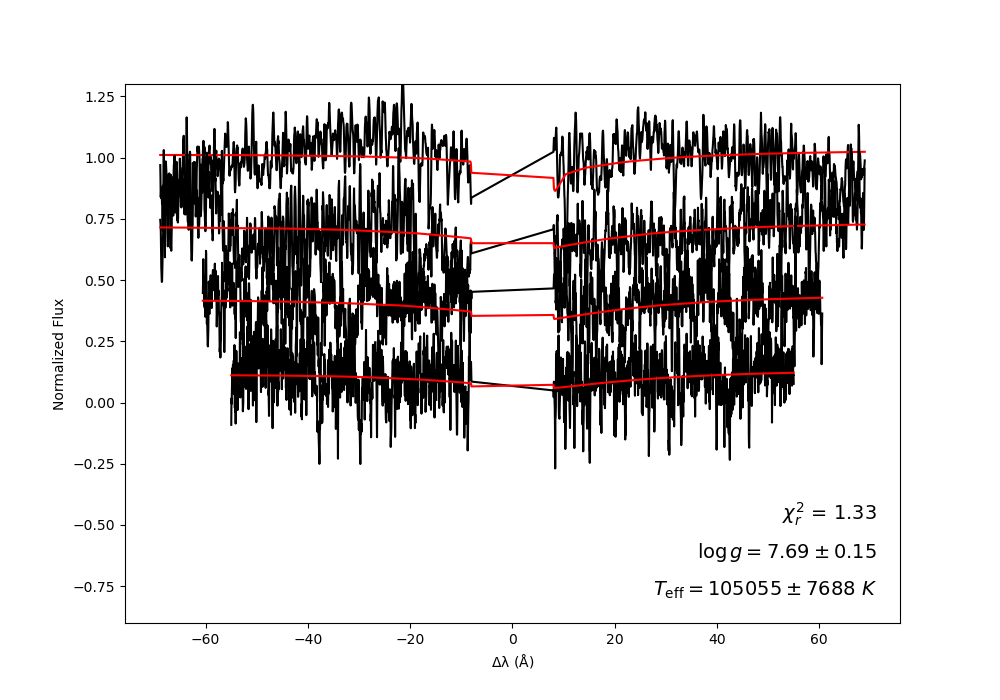 1.25
1.00
0.75
0.50
0.25
0.00
−0.25
−0.50
−0.75
Normalized Flux
χ²ᵣ = 1.33
log g = 7.69 ± 0.15
T_eff = 105055 ± 7688 K
−60 −40 −20 0 20 40 60
Δλ (Å)